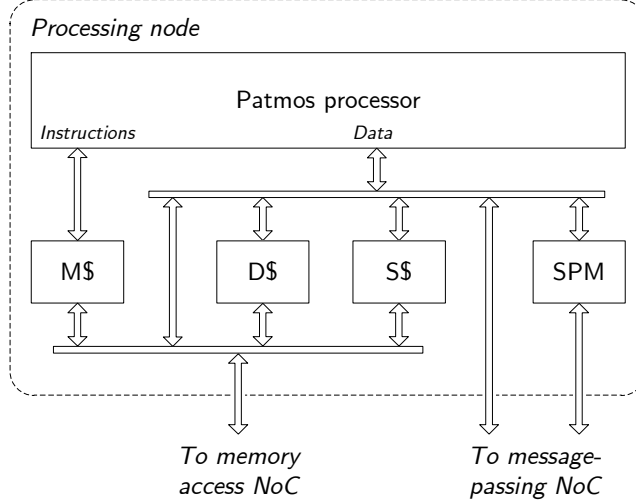 Processing node
Patmos processor
Instructions
Data
M$
D$
S$
SPM
To memory
access NoC
To message-
passing NoC